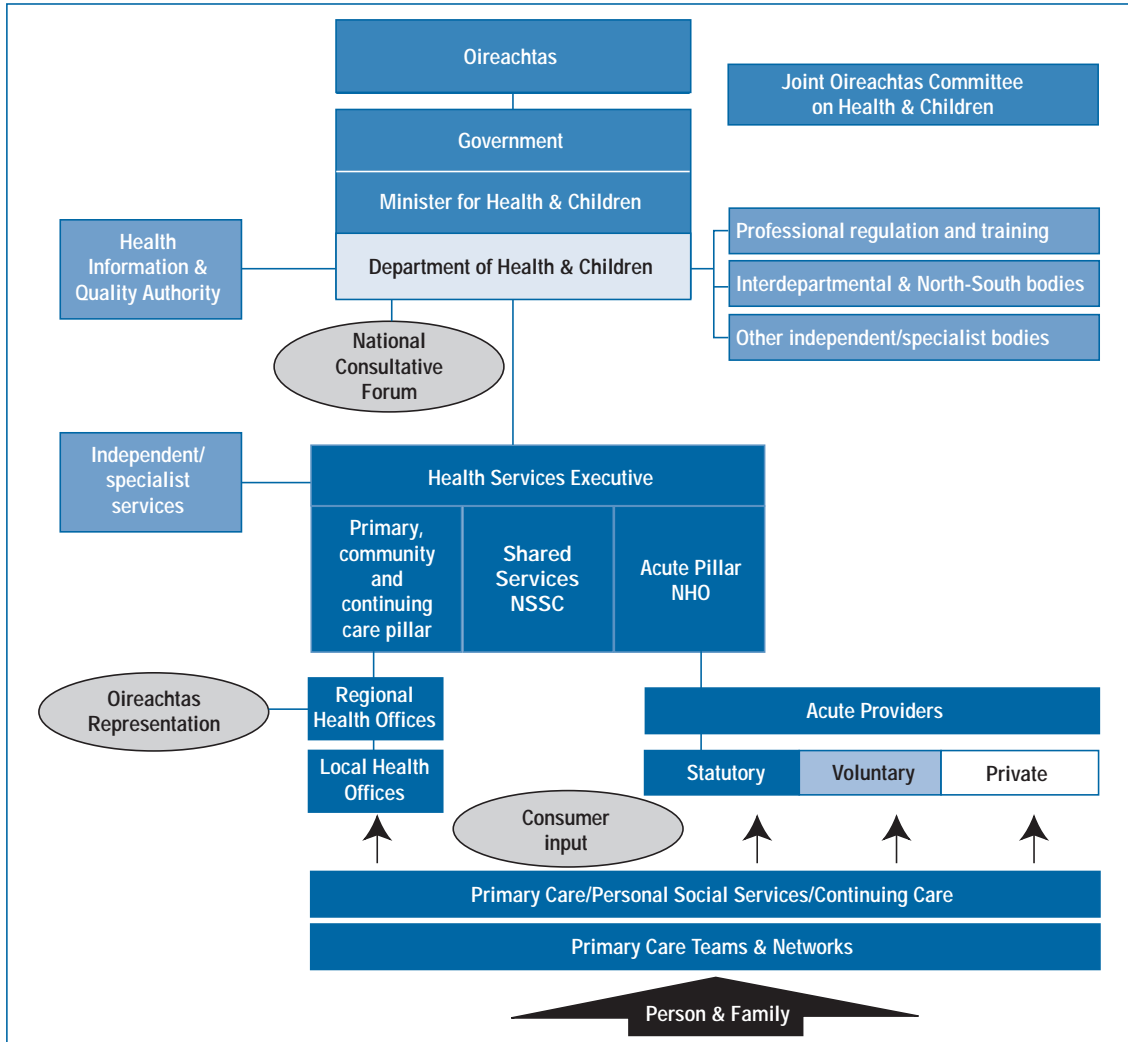 Oireachtas
Joint Oireachtas Committee
on Health & Children
Government
Minister for Health & Children
Department of Health & Children
Health
Information &
Quality Authority
Professional regulation and training
Interdepartmental & North-South bodies
Other independent/specialist bodies
National
Consultative
Forum
Independent/
specialist
services
Health Services Executive
Primary,
community
and
continuing
care pillar
Shared
Services
NSSC
Acute Pillar
NHO
Oireachtas
Representation
Regional
Health Offices
Local Health
Offices
Acute Providers
Statutory
Voluntary
Private
Consumer
input
Primary Care/Personal Social Services/Continuing Care
Primary Care Teams & Networks
Person & Family